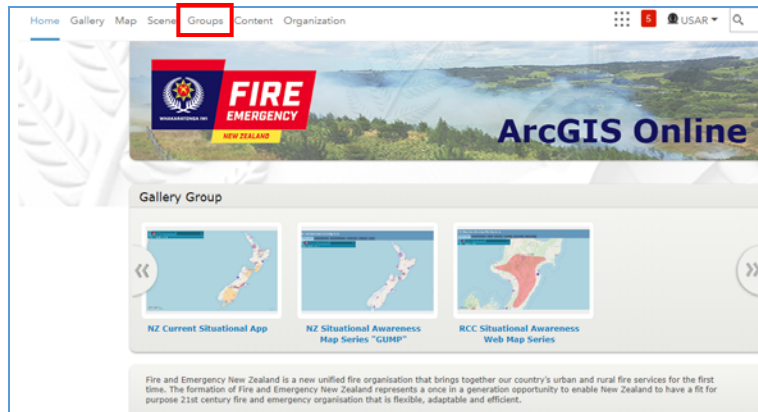 Home Gallery Map Scene Groups Content Organization 5 USAR
FIRE
EMERGENCY
NEW ZEALAND
WHAKARATONGA IWI
ArcGIS Online
Gallery Group
NZ Current Situational App
NZ Situational Awareness
Map Series "GUMP"
RCC Situational Awareness
Web Map Series
Fire and Emergency New Zealand is a new unified fire organisation that brings together our country's urban and rural fire services for the first
time. The formation of Fire and Emergency New Zealand represents a once in a generation opportunity to enable New Zealand to have a fit for
purpose 21st century fire and emergency organisation that is flexible, adaptable and efficient.